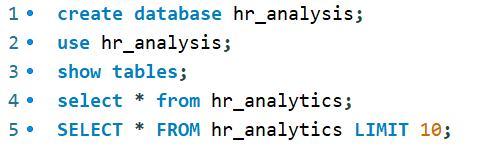 1 create database hr_analysis;
2 use hr_analysis;
3 show tables;
4 select * from hr_analytics;
5 SELECT * FROM hr_analytics LIMIT 10;